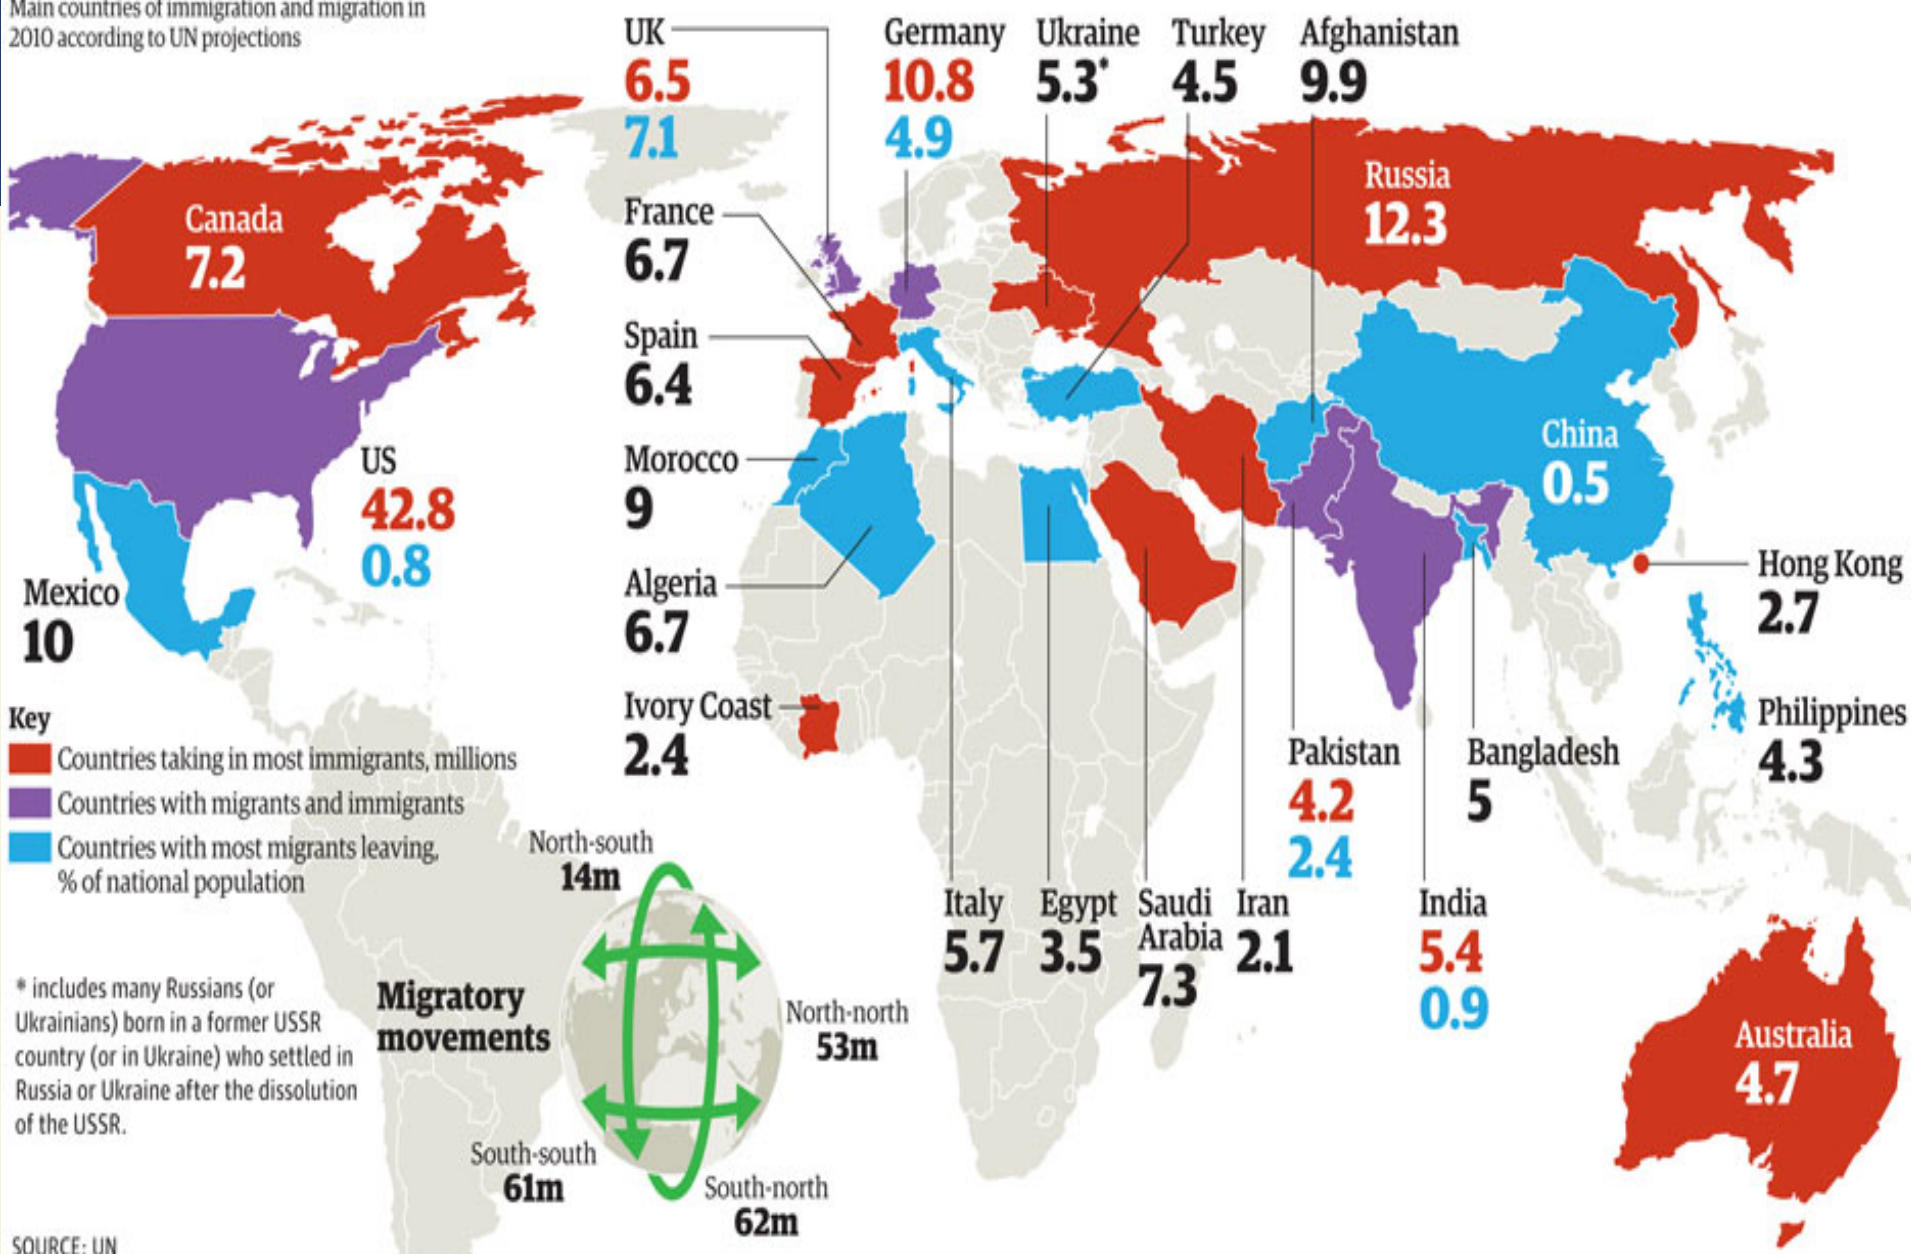 Main countries of immigration and migration in
2010 according to UN projections
UK
6.5
7.1
Germany
10.8
4.9
Ukraine
5.3*
Turkey
4.5
Afghanistan
9.9
Canada
7.2
France
6.7
Russia
12.3
Spain
6.4
US
42.8
0.8
Morocco
9
China
0.5
Mexico
10
Algeria
6.7
Hong Kong
2.7
Ivory Coast
2.4
Philippines
4.3
Pakistan
4.2
2.4
Bangladesh
5
Italy
5.7
Egypt
3.5
Saudi
Arabia
7.3
Iran
2.1
India
5.4
0.9
Australia
4.7
Key
Countries taking in most immigrants, millions
Countries with migrants and immigrants
Countries with most migrants leaving,
% of national population
North-south
14m
Migratory
movements
North-north
53m
South-south
61m
South-north
62m
* includes many Russians (or
Ukrainians) born in a former USSR
country (or in Ukraine) who settled in
Russia or Ukraine after the dissolution
of the USSR.
SOURCE: UN